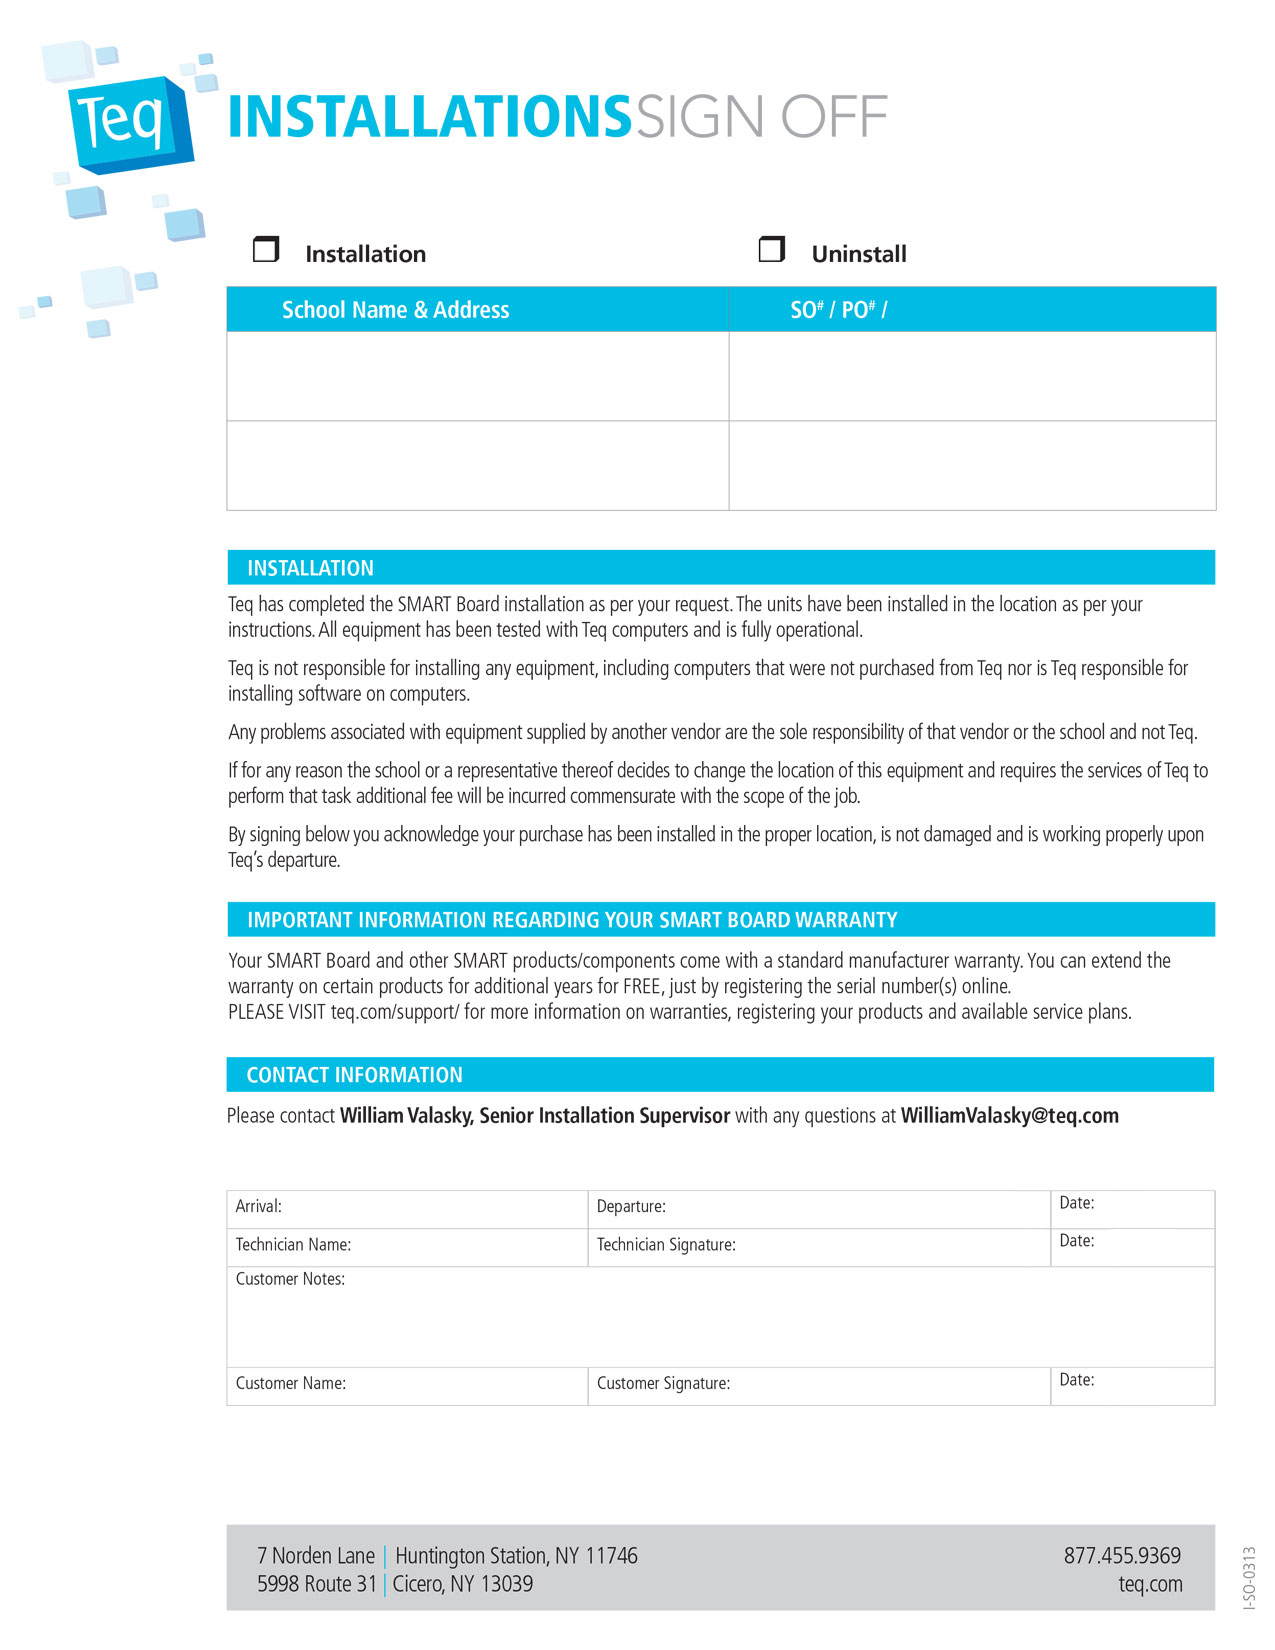 Teq
INSTALLATIONS SIGN OFF
❒ Installation
❒ Uninstall
School Name & Address
SO# / PO# /
INSTALLATION
Teq has completed the SMART Board installation as per your request. The units have been installed in the location as per your
instructions. All equipment has been tested with Teq computers and is fully operational.
Teq is not responsible for installing any equipment, including computers that were not purchased from Teq nor is Teq responsible for
installing software on computers.
Any problems associated with equipment supplied by another vendor are the sole responsibility of that vendor or the school and not Teq.
If for any reason the school or a representative thereof decides to change the location of this equipment and requires the services of Teq to
perform that task additional fee will be incurred commensurate with the scope of the job.
By signing below you acknowledge your purchase has been installed in the proper location, is not damaged and is working properly upon
Teq’s departure.
IMPORTANT INFORMATION REGARDING YOUR SMART BOARD WARRANTY
Your SMART Board and other SMART products/components come with a standard manufacturer warranty. You can extend the
warranty on certain products for additional years for FREE, just by registering the serial number(s) online.
PLEASE VISIT teq.com/support/ for more information on warranties, registering your products and available service plans.
CONTACT INFORMATION
Please contact William Valasky, Senior Installation Supervisor with any questions at WilliamValasky@teq.com
Arrival:
Departure:
Date:
Technician Name:
Technician Signature:
Date:
Customer Notes:
Customer Name:
Customer Signature:
Date:
7 Norden Lane | Huntington Station, NY 11746
877.455.9369
5998 Route 31 | Cicero, NY 13039
teq.com
I-SO-0313